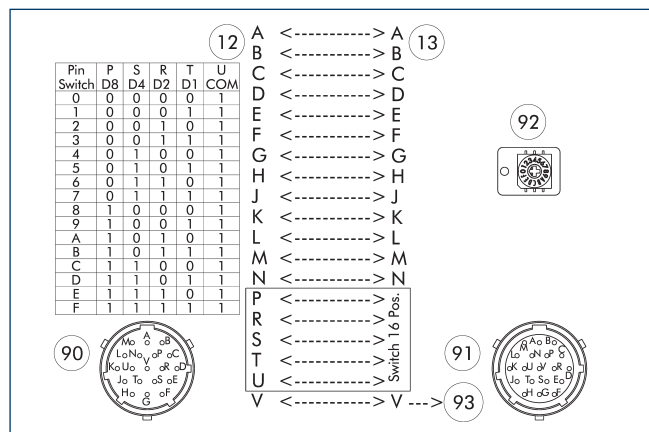 12
13
A <----------> A
B <----------> B
C <----------> C
D <----------> D
E <----------> E
F <----------> F
G <----------> G
H <----------> H
J <----------> J
K <----------> K
L <----------> L
M <----------> M
N <----------> N
P <---------->
R <---------->
S <---------->
T <---------->
U <---------->
Switch 16 Pos.
V <----------> V ---> 93
Pin P S R T U
Switch D8 D4 D2 D1 COM
0 0 0 0 0 1
1 0 0 0 1 1
2 0 0 1 0 1
3 0 0 1 1 1
4 0 1 0 0 1
5 0 1 0 1 1
6 0 1 1 0 1
7 0 1 1 1 1
8 1 0 0 0 1
9 1 0 0 1 1
A 1 0 1 0 1
B 1 0 1 1 1
C 1 1 0 0 1
D 1 1 0 1 1
E 1 1 1 0 1
F 1 1 1 1 1
92
90
A
M B
L N P C
K U V R D
J T S E
H F
G
91
A B
M C
L N P
K U V R D
J T S E
H G F